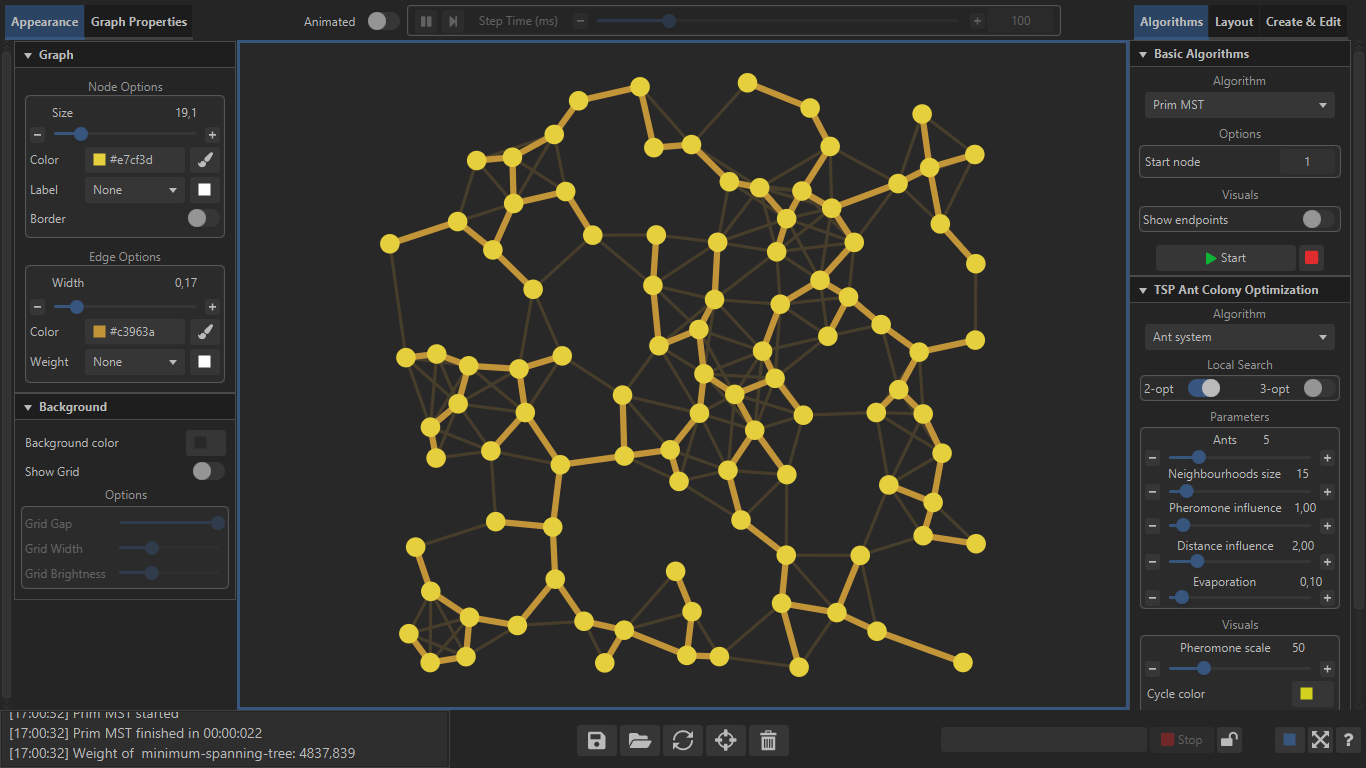 Appearance
Graph Properties
Animated
Step Time (ms)
100
Algorithms
Layout
Create & Edit
Graph
Node Options
Size 19,1
Color #e7cf3d
Label None
Border
Edge Options
Width 0,17
Color #c3963a
Weight None
Background
Background color
Show Grid
Options
Grid Gap
Grid Width
Grid Brightness
Basic Algorithms
Algorithm
Prim MST
Options
Start node 1
Visuals
Show endpoints
Start
TSP Ant Colony Optimization
Algorithm
Ant system
Local Search
2-opt 3-opt
Parameters
Ants 5
Neighbourhoods size 15
Pheromone influence 1,00
Distance influence 2,00
Evaporation 0,10
Visuals
Pheromone scale 50
Cycle color
[17:00:32] Prim MST started
[17:00:32] Prim MST finished in 00:00:022
[17:00:32] Weight of minimum-spanning-tree: 4837,839
Stop
?